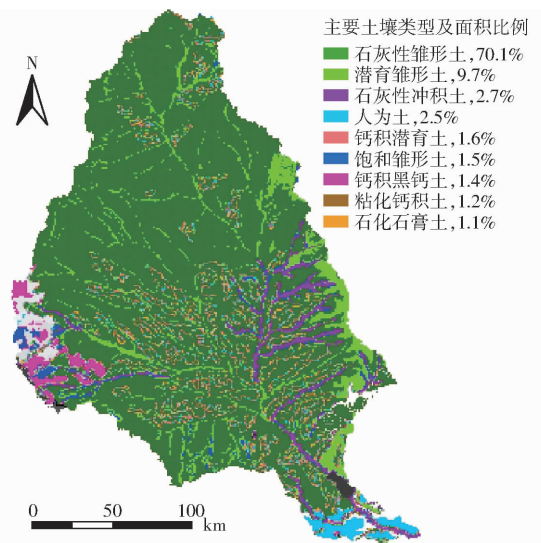 主要土壤类型及面积比例
N
石灰性雏形土,70.1%
潜育雏形土,9.7%
石灰性冲积土,2.7%
人为土,2.5%
钙积潜育土,1.6%
饱和雏形土,1.5%
钙积黑钙土,1.4%
粘化钙积土,1.2%
石化石膏土,1.1%
0 50 100
km